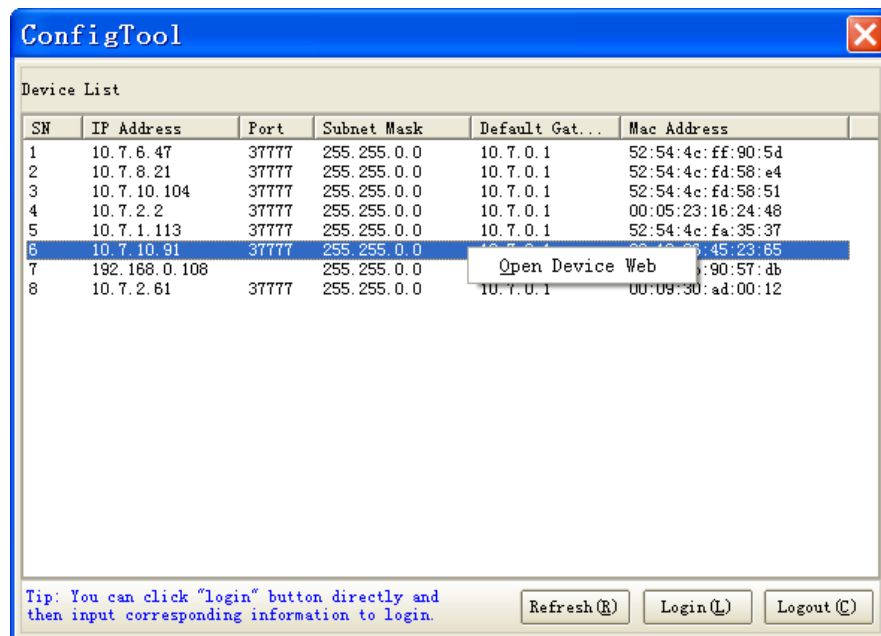 ConfigTool
Device List
SN IP Address Port Subnet Mask Default Gat... Mac Address
1 10.7.6.47 37777 255.255.0.0 10.7.0.1 52:54:4c:ff:90:5d
2 10.7.8.21 37777 255.255.0.0 10.7.0.1 52:54:4c:fd:58:e4
3 10.7.10.104 37777 255.255.0.0 10.7.0.1 52:54:4c:fd:58:51
4 10.7.2.2 37777 255.255.0.0 10.7.0.1 00:05:23:16:24:48
5 10.7.1.113 37777 255.255.0.0 10.7.0.1 52:54:4c:fa:35:37
6 10.7.10.91 37777 255.255.0.0 :45:23:65
Open Device Web
7 192.168.0.108 255.255.0.0 :90:57:db
8 10.7.2.61 37777 255.255.0.0 10.7.0.1 00:09:30:ad:00:12
Tip: You can click "login" button directly and
then input corresponding information to login.
Refresh(R) Login(L) Logout(C)